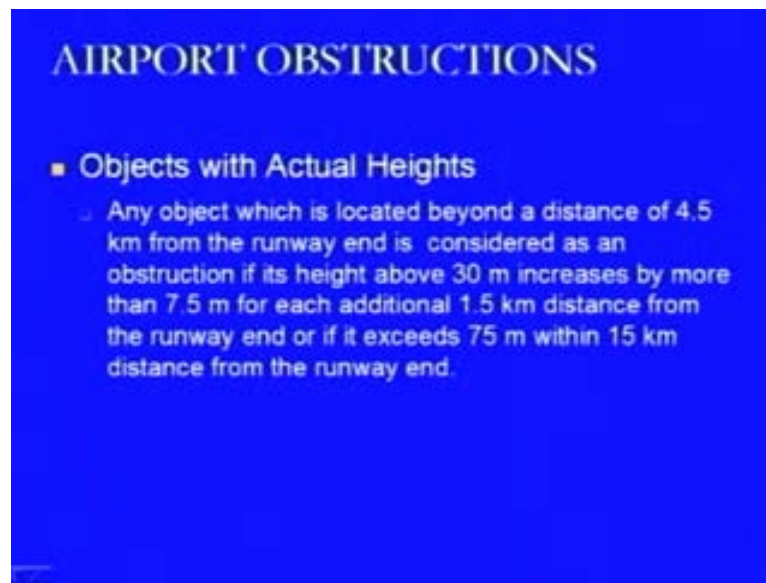 AIRPORT OBSTRUCTIONS
Objects with Actual Heights
Any object which is located beyond a distance of 4.5
km from the runway end is considered as an
obstruction if its height above 30 m increases by more
than 7.5 m for each additional 1.5 km distance from
the runway end or if it exceeds 75 m within 15 km
distance from the runway end.